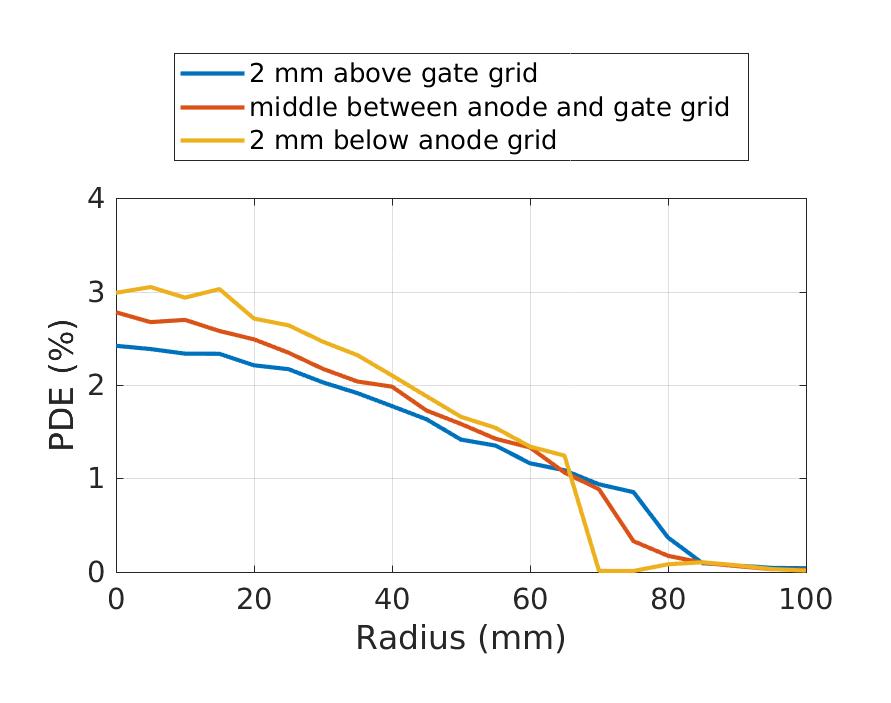 2 mm above gate grid
middle between anode and gate grid
2 mm below anode grid
4
3
2
1
0
PDE (%)
0 20 40 60 80 100
Radius (mm)